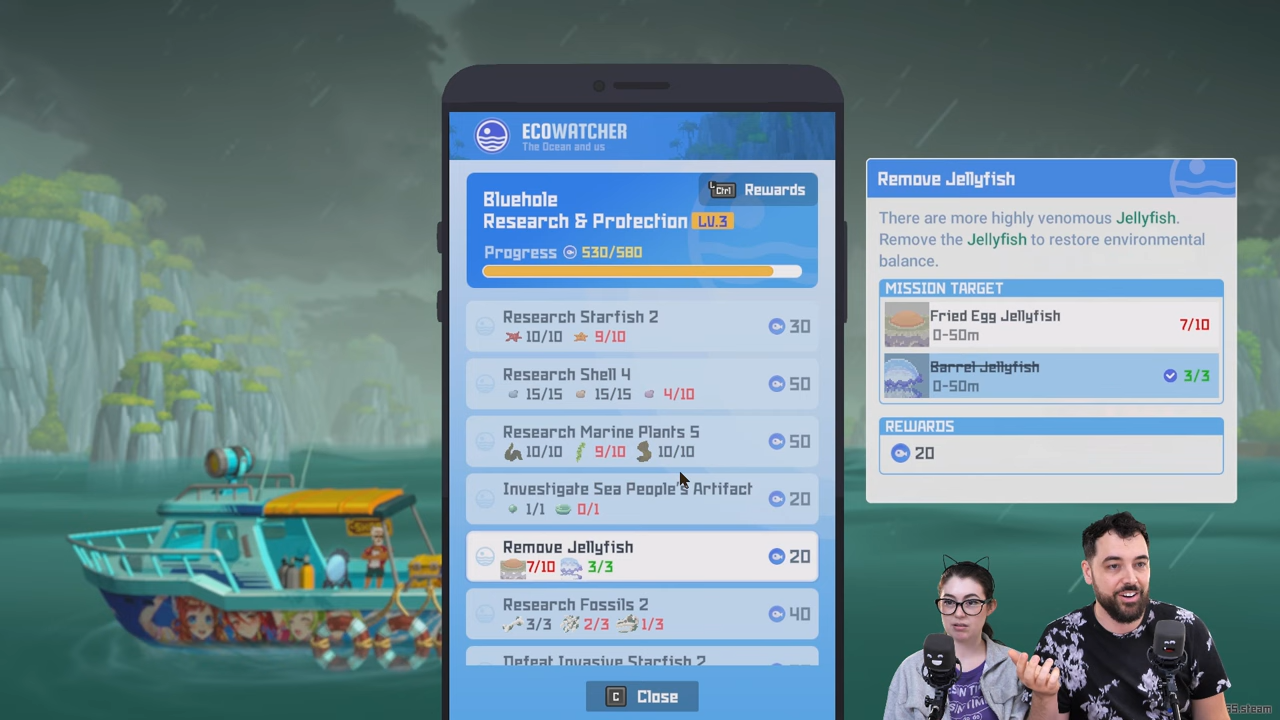 ECOWATCHER
The Ocean and us
Bluehole
Research & Protection LV.3
Ctrl Rewards
Progress 530/580
Research Starfish 2
10/10 9/10
30
Research Shell 4
15/15 15/15 4/10
50
Research Marine Plants 5
10/10 9/10 10/10
50
Investigate Sea People's Artifact
1/1 0/1
20
Remove Jellyfish
7/10 3/3
20
Research Fossils 2
3/3 2/3 1/3
40
Defeat Invasive Starfish 2
C Close
Remove Jellyfish
There are more highly venomous Jellyfish.
Remove the Jellyfish to restore environmental
balance.
MISSION TARGET
Fried Egg Jellyfish
0-50m
7/10
Barrel Jellyfish
0-50m
3/3
REWARDS
20